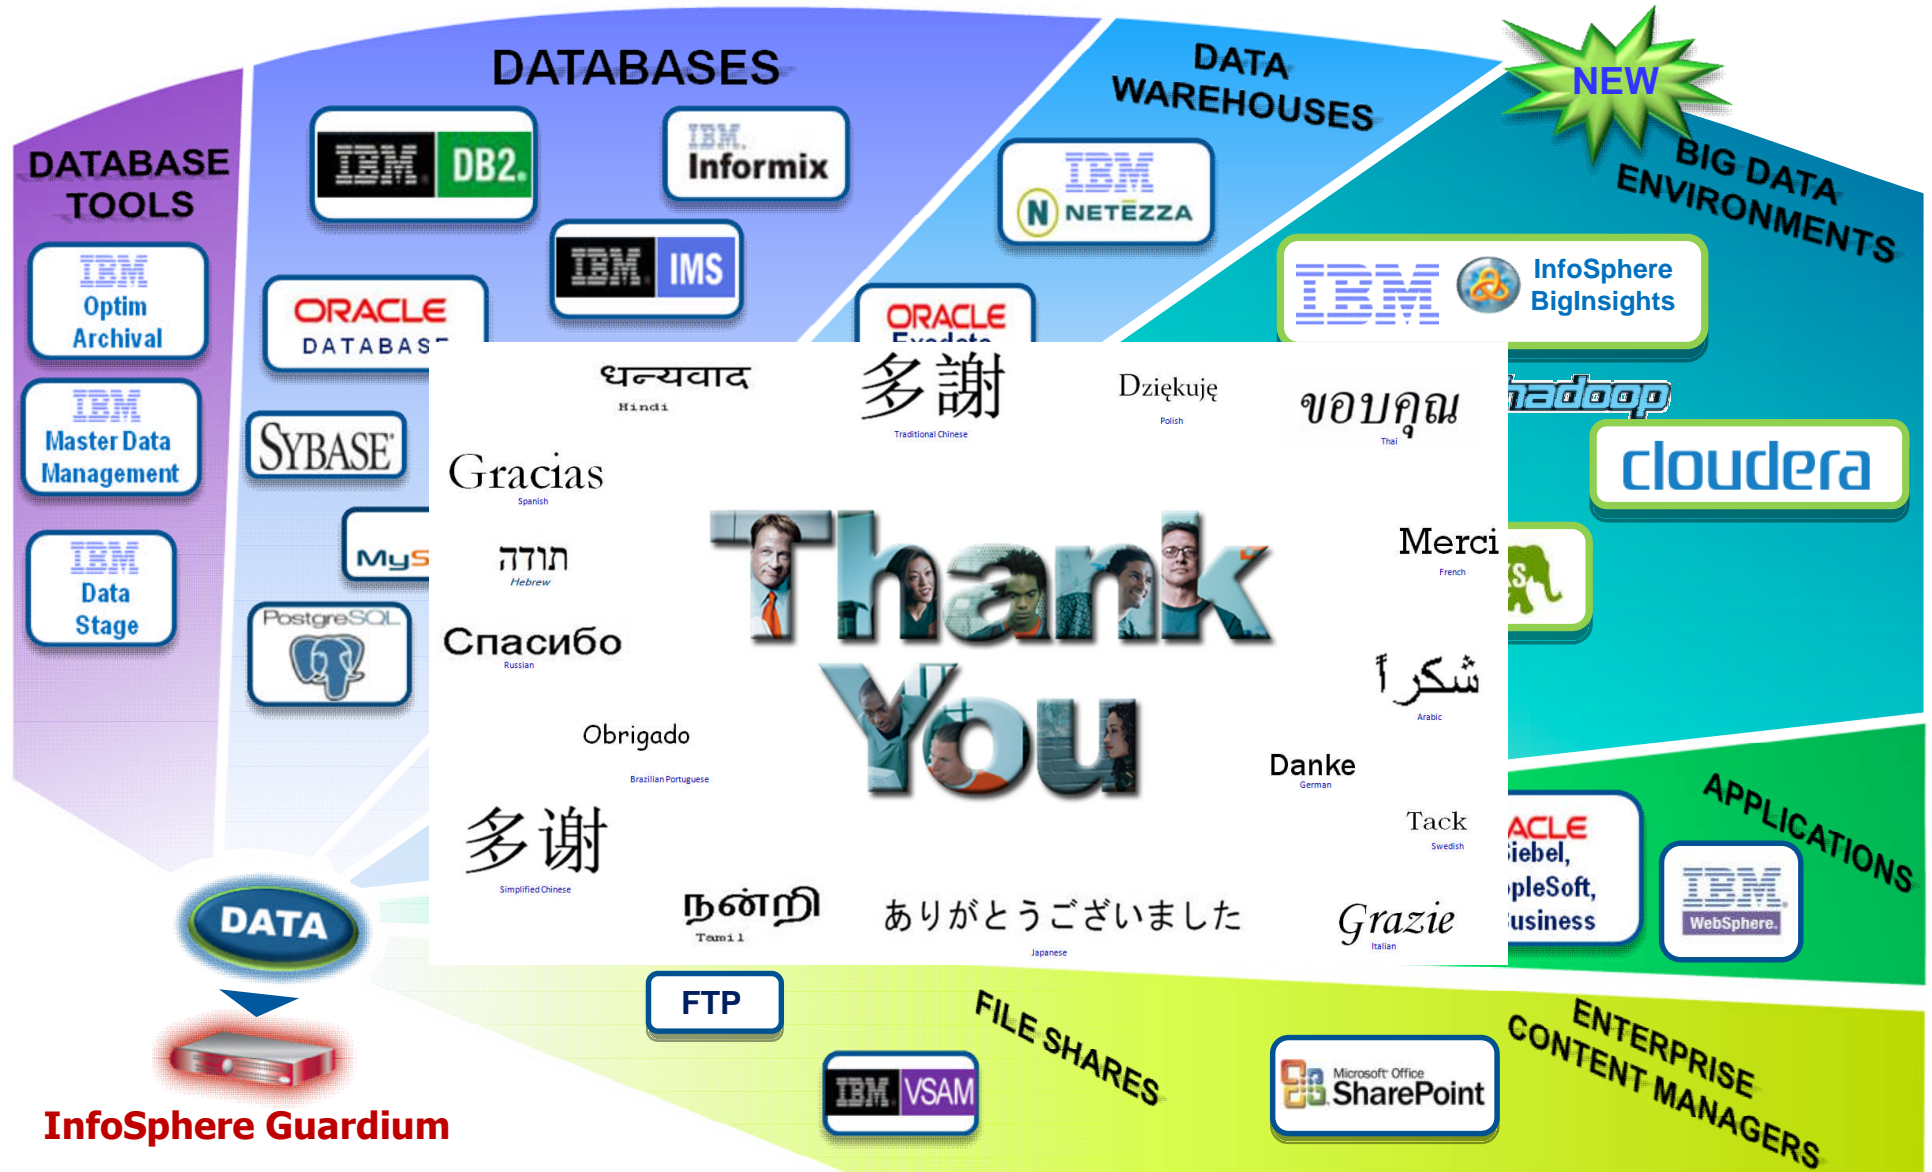 DATABASES
DATA
WAREHOUSES
NEW
BIG DATA
ENVIRONMENTS
DATABASE
TOOLS
IBM
Optim
Archival
IBM
Master Data
Management
IBM
Data
Stage
IBM DB2
IBM
Informix
IBM IMS
ORACLE
DATABASE
SYBASE
PostgreSQL
IBM
NETEZZA
ORACLE
IBM InfoSphere
BigInsights
hadoop
cloudera
धन्यवाद
Hindi
多謝
Traditional Chinese
Dziękuję
Polish
ขอบคุณ
Thai
Gracias
Spanish
תודה
Hebrew
Merci
French
Спасибо
Russian
شكراً
Arabic
Thank
You
Obrigado
Brazilian Portuguese
Danke
German
多谢
Simplified Chinese
Tack
Swedish
நன்றி
Tamil
ありがとうございました
Japanese
Grazie
Italian
APPLICATIONS
IBM
WebSphere
DATA
InfoSphere Guardium
FTP
FILE SHARES
IBM VSAM
Microsoft Office
SharePoint
ENTERPRISE
CONTENT MANAGERS